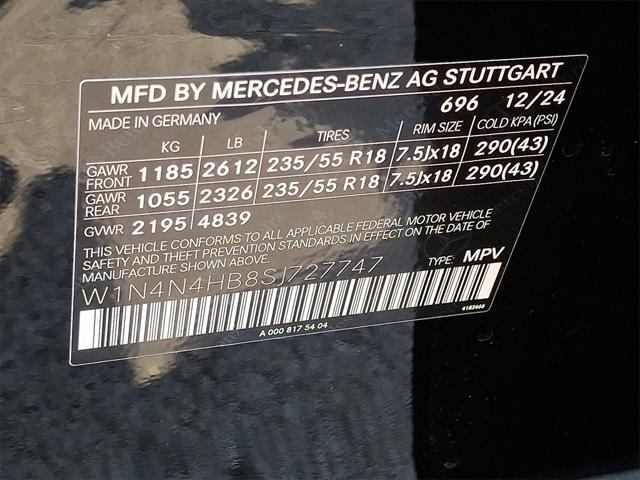 MFD BY MERCEDES-BENZ AG STUTTGART
696 12/24
MADE IN GERMANY
KG LB TIRES RIM SIZE COLD KPA (PSI)
GAWR FRONT 1185 2612 235/55 R18 7.5Jx18 290(43)
GAWR REAR 1055 2326 235/55 R18 7.5Jx18 290(43)
GVWR 2195 4839
THIS VEHICLE CONFORMS TO ALL APPLICABLE FEDERAL MOTOR VEHICLE
SAFETY AND THEFT PREVENTION STANDARDS IN EFFECT ON THE DATE OF
MANUFACTURE SHOWN ABOVE.
W1N4N4HB8SJ727747 TYPE: MPV
A 000 817 54 04